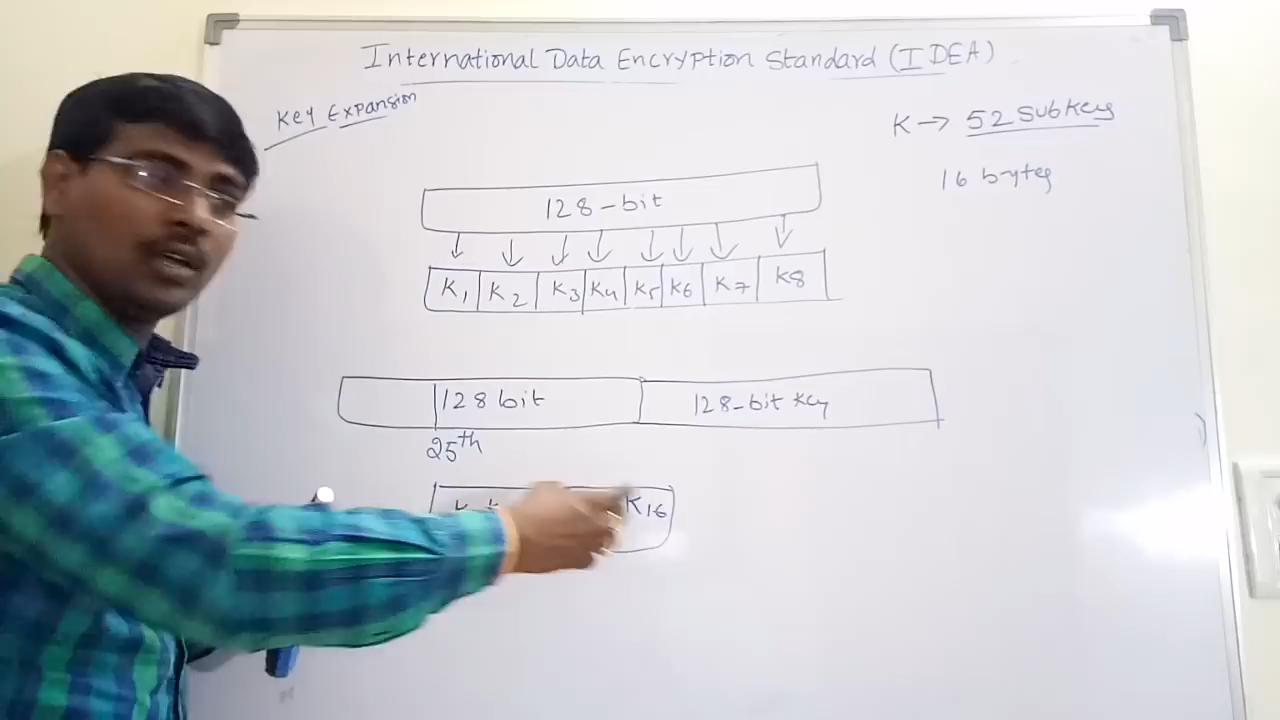 International Data Encryption Standard (IDEA)
Key Expansion
K → 52 Subkeys
16 bytes
128-bit
K1 K2 K3 K4 K5 K6 K7 K8
128 bit 128-bit key
25th
K16